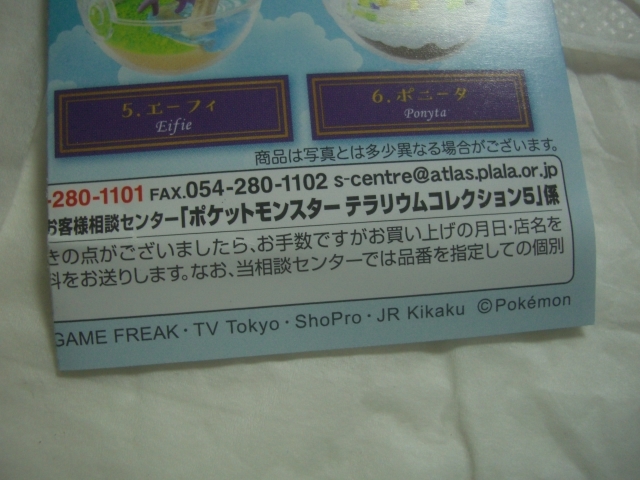 5. エーフィ
Eifie
6. ポニータ
Ponyta
商品は写真とは多少異なる場合がございます。
-280-1101 FAX.054-280-1102 s-centre@atlas.plala.or.jp
お客様相談センター「ポケットモンスター テラリウムコレクション5」係
きの点がございましたら、お手数ですがお買い上げの月日・店名を
料をお送りします。なお、当相談センターでは品番を指定しての個別
GAME FREAK・TV Tokyo・ShoPro・JR Kikaku ©Pokémon